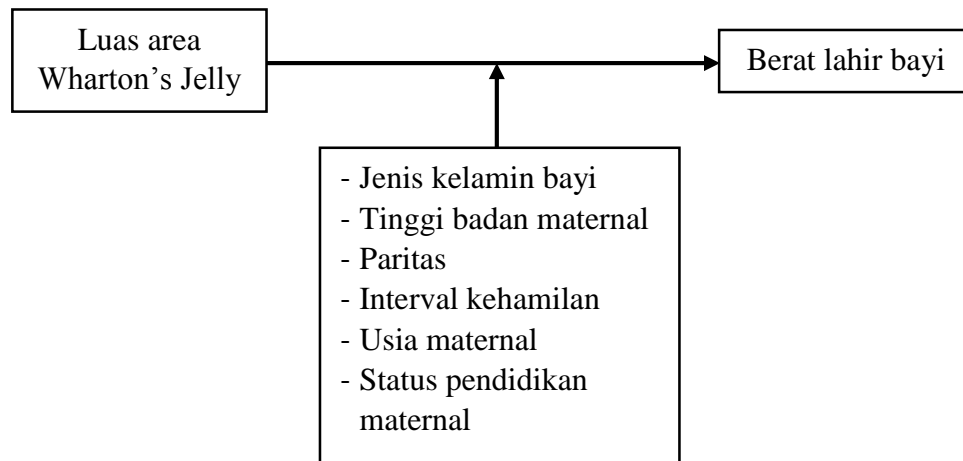 Luas area
Wharton’s Jelly
Berat lahir bayi
- Jenis kelamin bayi
- Tinggi badan maternal
- Paritas
- Interval kehamilan
- Usia maternal
- Status pendidikan
maternal